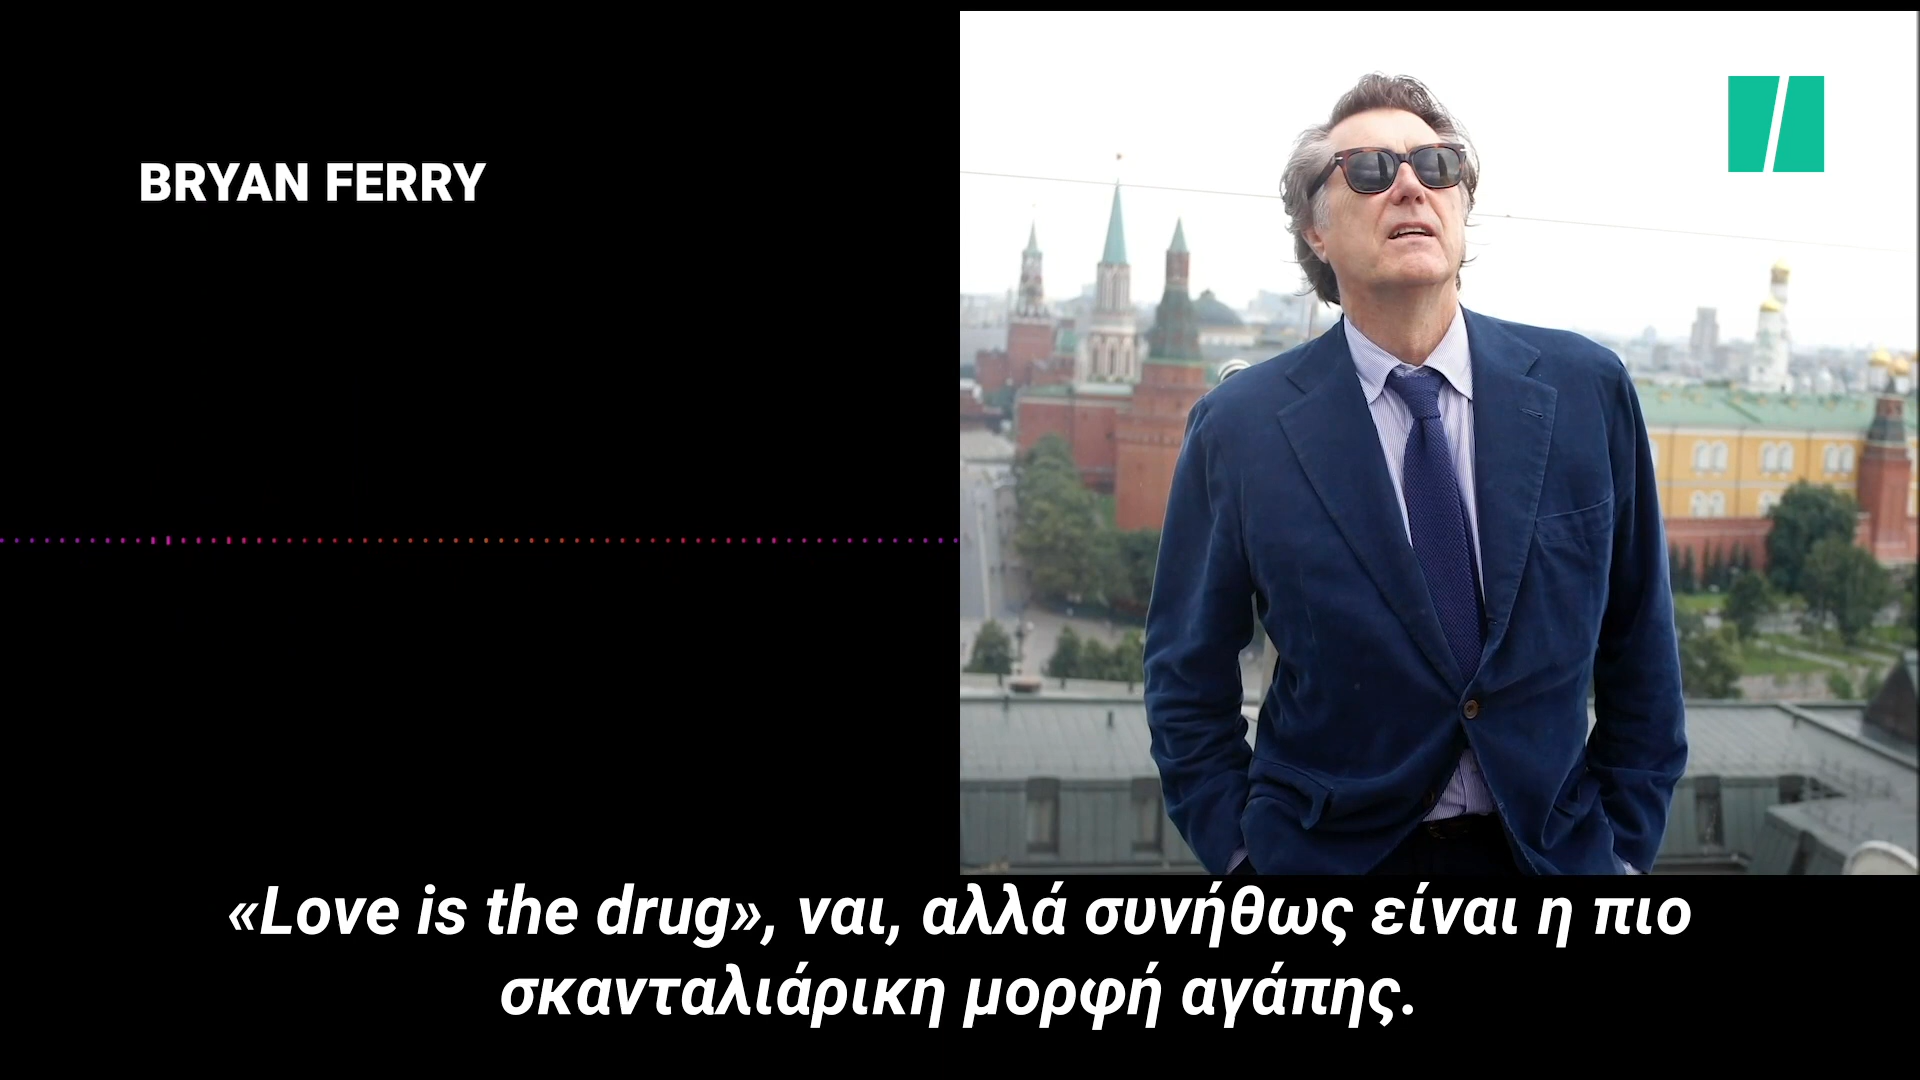 BRYAN FERRY
«Love is the drug», ναι, αλλά συνήθως είναι η πιο
σκανταλιάρικη μορφή αγάπης.